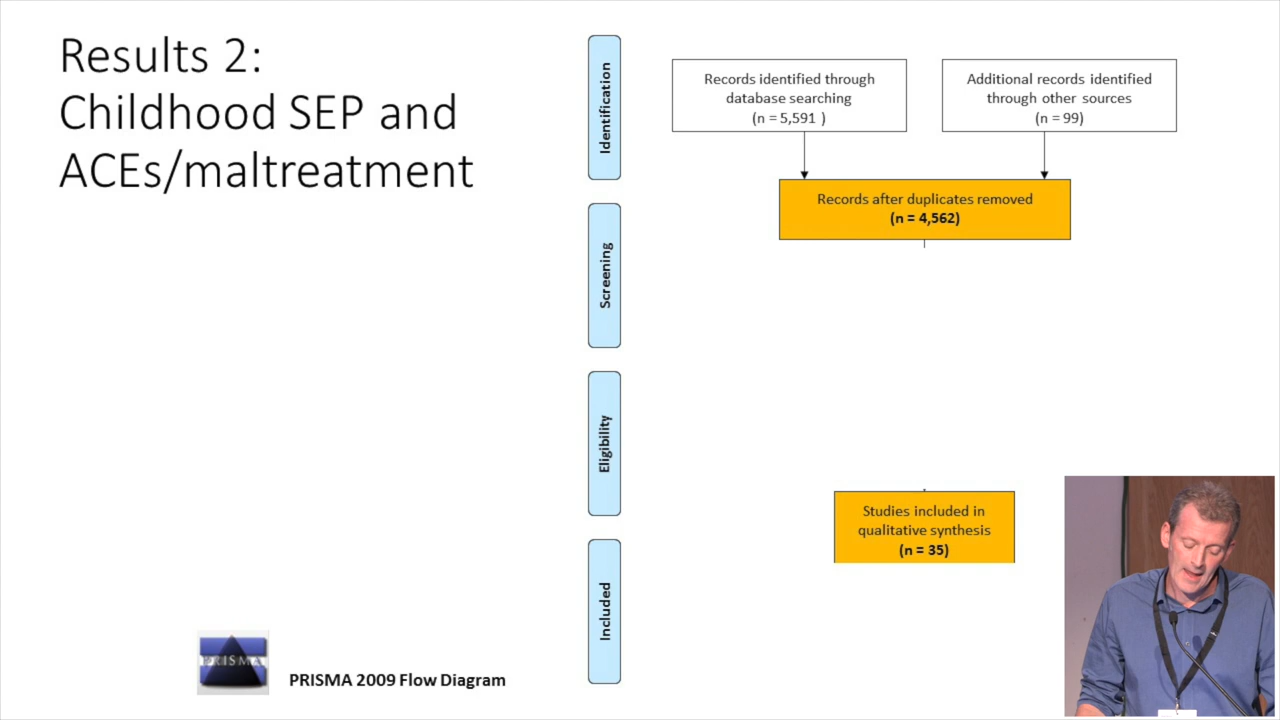 Results 2:
Childhood SEP and
ACEs/maltreatment
Identification
Records identified through
database searching
(n = 5,591 )
Additional records identified
through other sources
(n = 99)
Records after duplicates removed
(n = 4,562)
Screening
Eligibility
Studies included in
qualitative synthesis
(n = 35)
Included
PRISMA
PRISMA 2009 Flow Diagram